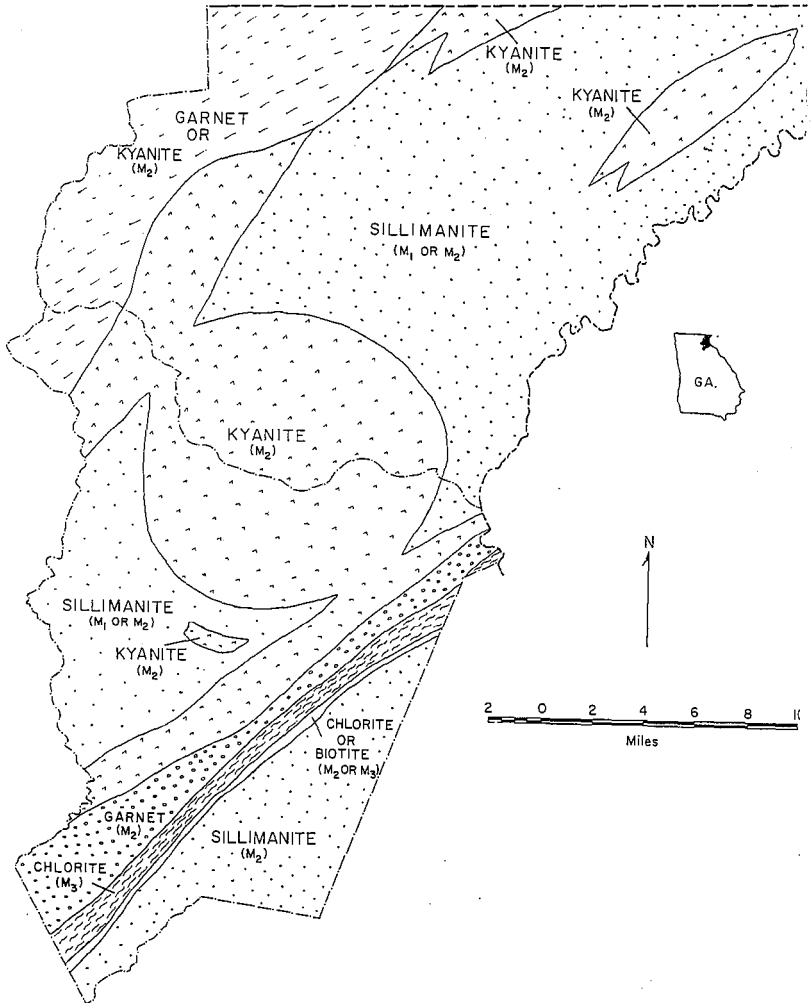 KYANITE
(M₂)
KYANITE
(M₂)
GARNET
OR
KYANITE
(M₂)
SILLIMANITE
(M₁ OR M₂)
GA.
KYANITE
(M₂)
N
SILLIMANITE
(M₁ OR M₂)
KYANITE
(M₂)
2 0 2 4 6 8 10
Miles
CHLORITE
OR
BIOTITE
(M₂ OR M₃)
GARNET
(M₂)
SILLIMANITE
(M₂)
CHLORITE
(M₃)